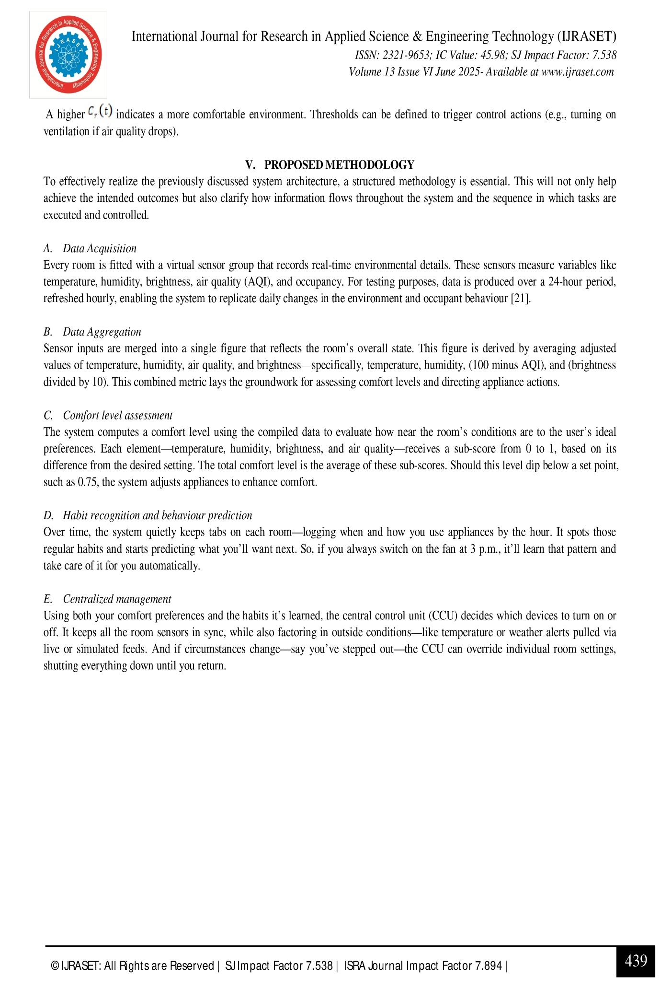 International Journal for Research in Applied Science & Engineering Technology
IJRASET
International Journal for Research in Applied Science & Engineering Technology (IJRASET)
ISSN: 2321-9653; IC Value: 45.98; SJ Impact Factor: 7.538
Volume 13 Issue VI June 2025- Available at www.ijraset.com
A higher C_r(t) indicates a more comfortable environment. Thresholds can be defined to trigger control actions (e.g., turning on
ventilation if air quality drops).
V. PROPOSED METHODOLOGY
To effectively realize the previously discussed system architecture, a structured methodology is essential. This will not only help
achieve the intended outcomes but also clarify how information flows throughout the system and the sequence in which tasks are
executed and controlled.
A. Data Acquisition
Every room is fitted with a virtual sensor group that records real-time environmental details. These sensors measure variables like
temperature, humidity, brightness, air quality (AQI), and occupancy. For testing purposes, data is produced over a 24-hour period,
refreshed hourly, enabling the system to replicate daily changes in the environment and occupant behaviour [21].
B. Data Aggregation
Sensor inputs are merged into a single figure that reflects the room’s overall state. This figure is derived by averaging adjusted
values of temperature, humidity, air quality, and brightness—specifically, temperature, humidity, (100 minus AQI), and (brightness
divided by 10). This combined metric lays the groundwork for assessing comfort levels and directing appliance actions.
C. Comfort level assessment
The system computes a comfort level using the compiled data to evaluate how near the room’s conditions are to the user’s ideal
preferences. Each element—temperature, humidity, brightness, and air quality—receives a sub-score from 0 to 1, based on its
difference from the desired setting. The total comfort level is the average of these sub-scores. Should this level dip below a set point,
such as 0.75, the system adjusts appliances to enhance comfort.
D. Habit recognition and behaviour prediction
Over time, the system quietly keeps tabs on each room—logging when and how you use appliances by the hour. It spots those
regular habits and starts predicting what you’ll want next. So, if you always switch on the fan at 3 p.m., it’ll learn that pattern and
take care of it for you automatically.
E. Centralized management
Using both your comfort preferences and the habits it’s learned, the central control unit (CCU) decides which devices to turn on or
off. It keeps all the room sensors in sync, while also factoring in outside conditions—like temperature or weather alerts pulled via
live or simulated feeds. And if circumstances change—say you’ve stepped out—the CCU can override individual room settings,
shutting everything down until you return.
© IJRASET: All Rights are Reserved | SJ Impact Factor 7.538 | ISRA Journal Impact Factor 7.894 |
439